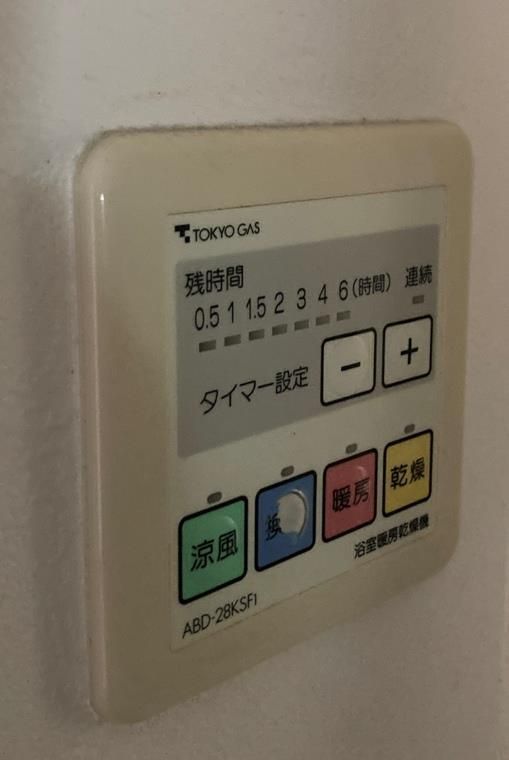 TOKYO GAS
残時間
0.5 1 1.5 2 3 4 6 (時間) 連続
タイマー設定 - +
涼風 換 暖房 乾燥
浴室暖房乾燥機
ABD-28KSF1